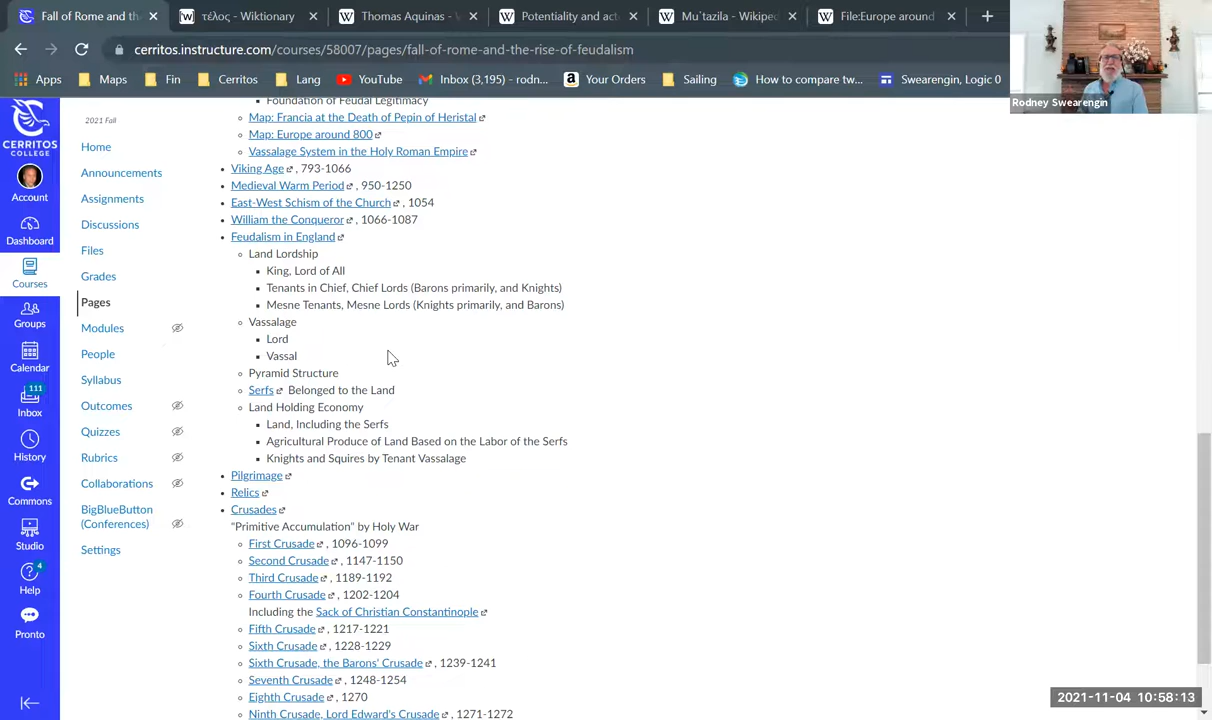 Fall of Rome and tha
τέλος - Wiktionary
Thomas Aquinas - W
Potentiality and act
Muʿtazila - Wikiped
File:Europe around
cerritos.instructure.com/courses/58007/pages/fall-of-rome-and-the-rise-of-feudalism
Apps
Maps
Fin
Cerritos
Lang
YouTube
Inbox (3,195) - rodn...
Your Orders
Sailing
How to compare tw...
Swearengin, Logic 0
Rodney Swearengin
CERRITOS
COLLEGE
Account
Dashboard
Courses
Groups
Calendar
111
Inbox
History
Commons
Studio
4
Help
Pronto
2021 Fall
Home
Announcements
Assignments
Discussions
Files
Grades
Pages
Modules
People
Syllabus
Outcomes
Quizzes
Rubrics
Collaborations
BigBlueButton
(Conferences)
Settings
Foundation of Feudal Legitimacy
Map: Francia at the Death of Pepin of Heristal
Map: Europe around 800
Vassalage System in the Holy Roman Empire
Viking Age , 793-1066
Medieval Warm Period , 950-1250
East-West Schism of the Church , 1054
William the Conqueror , 1066-1087
Feudalism in England
Land Lordship
King, Lord of All
Tenants in Chief, Chief Lords (Barons primarily, and Knights)
Mesne Tenants, Mesne Lords (Knights primarily, and Barons)
Vassalage
Lord
Vassal
Pyramid Structure
Serfs Belonged to the Land
Land Holding Economy
Land, Including the Serfs
Agricultural Produce of Land Based on the Labor of the Serfs
Knights and Squires by Tenant Vassalage
Pilgrimage
Relics
Crusades
"Primitive Accumulation" by Holy War
First Crusade , 1096-1099
Second Crusade , 1147-1150
Third Crusade , 1189-1192
Fourth Crusade , 1202-1204
Including the Sack of Christian Constantinople
Fifth Crusade , 1217-1221
Sixth Crusade , 1228-1229
Sixth Crusade, the Barons' Crusade , 1239-1241
Seventh Crusade , 1248-1254
Eighth Crusade , 1270
Ninth Crusade, Lord Edward's Crusade , 1271-1272
2021-11-04 10:58:13